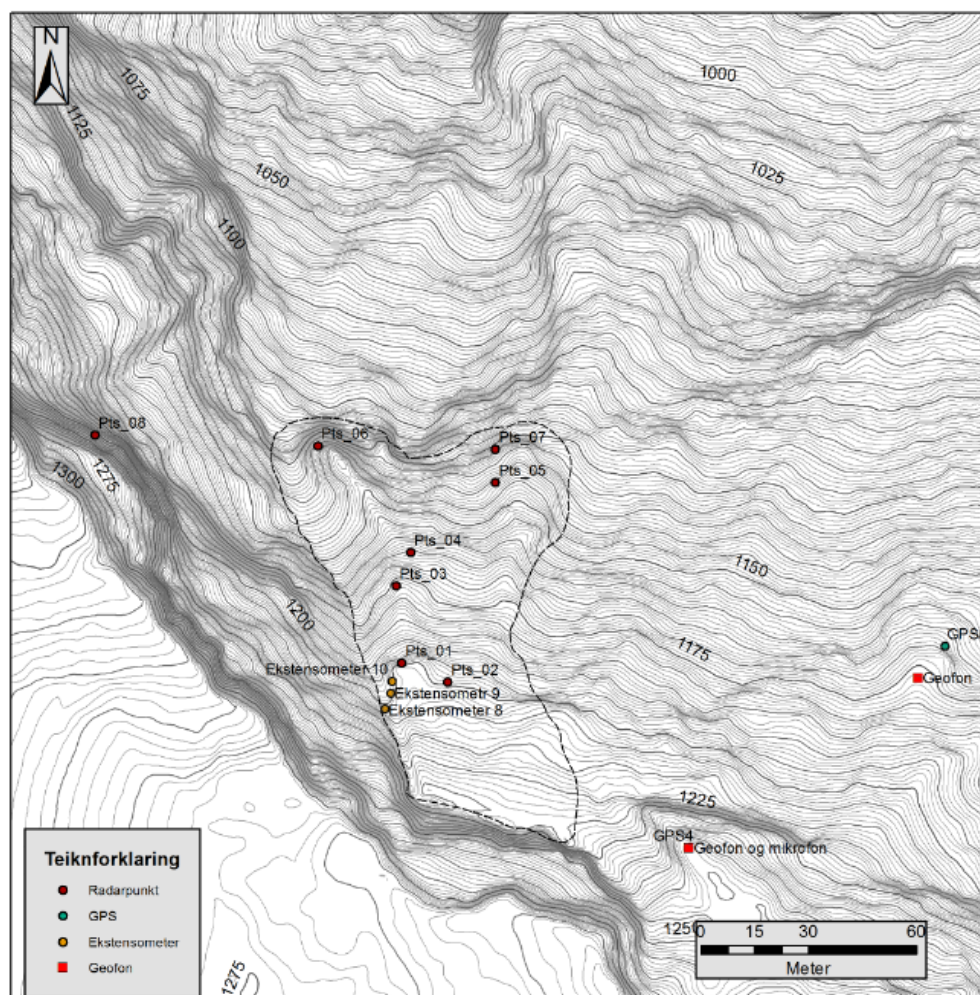 N
1075
1125
1000
1050
1025
1100
Pts_08
Pts_06
Pts_07
1300
1275
Pts_05
Pts_04
Pts_03
1150
1200
1175
GPS
Pts_01
Ekstensometer 10
Pts_02
Geofon
Ekstensometr 9
Ekstensometer 8
1225
GPS4
Geofon og mikrofon
Teiknforklaring
Radarpunkt
GPS
Ekstensometer
Geofon
1250
0 15 30 60
Meter
1275